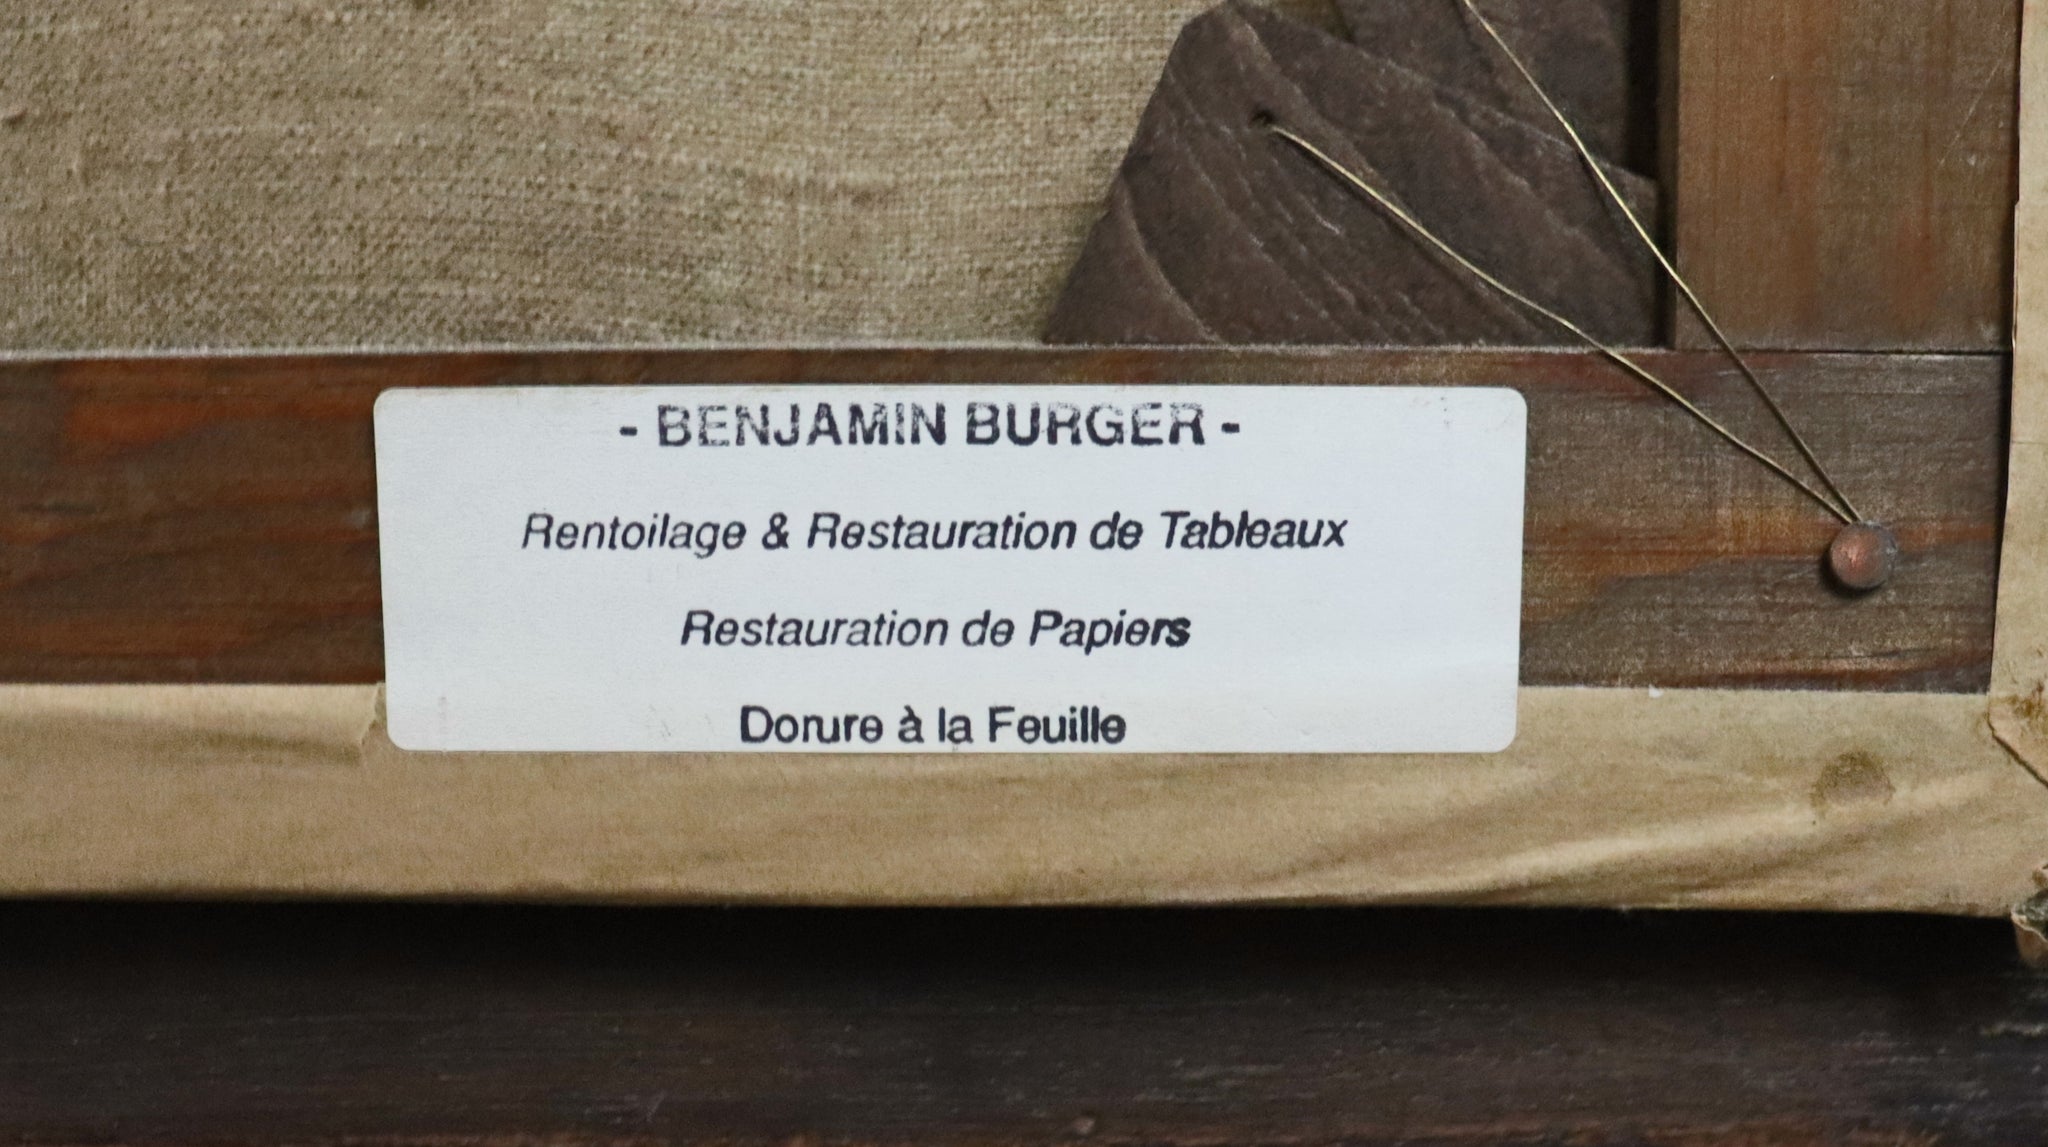 - BENJAMIN BURGER -
Rentoilage & Restauration de Tableaux
Restauration de Papiers
Dorure à la Feuille